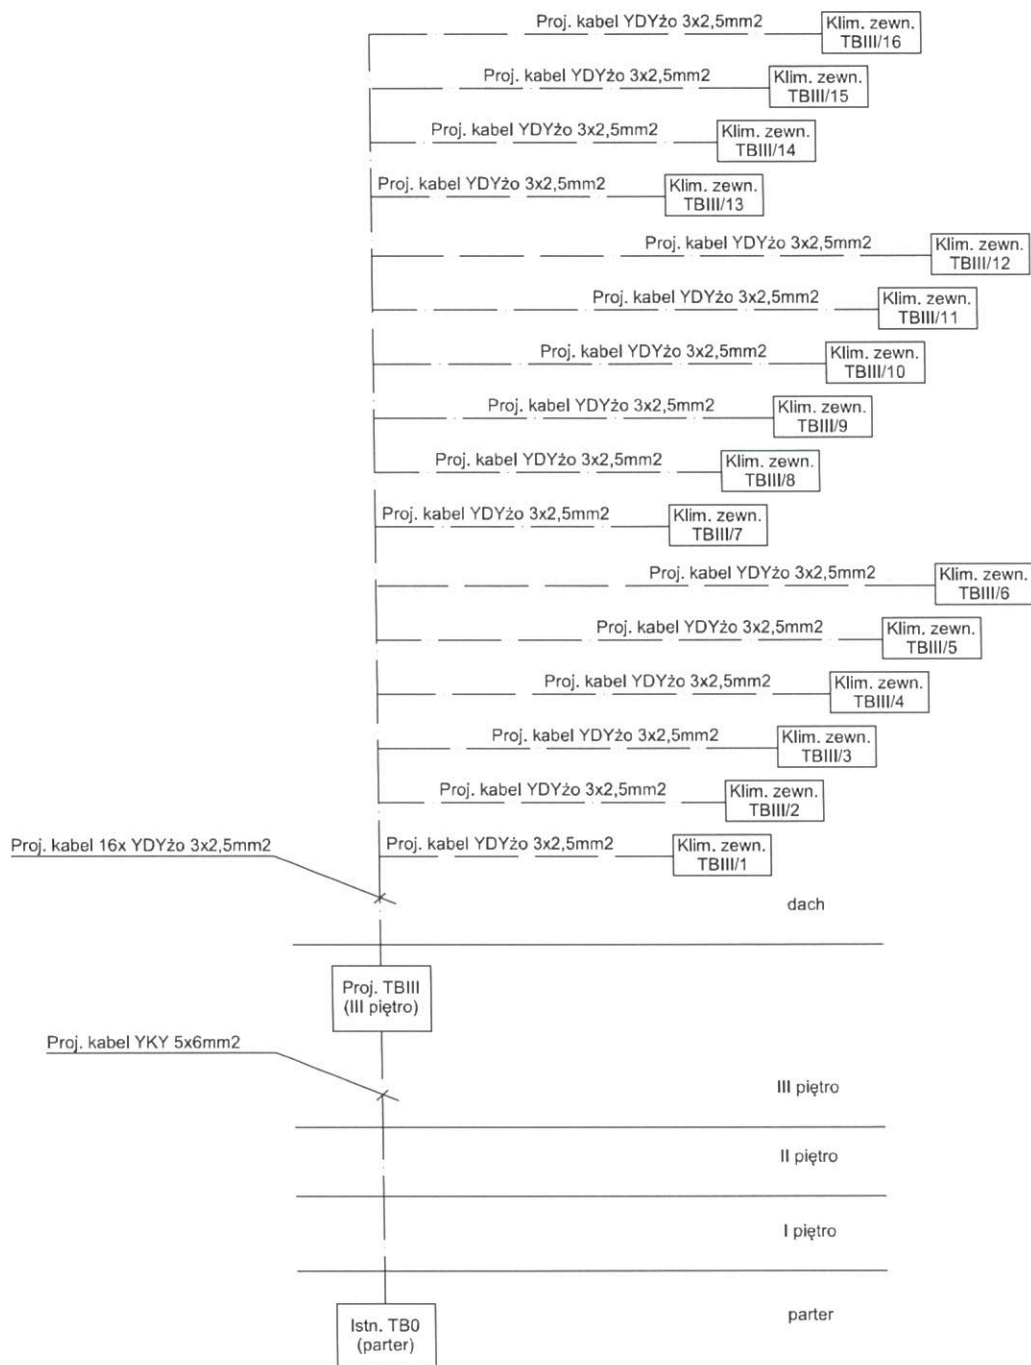 Proj. kabel YDYżo 3x2,5mm2
Klim. zewn.
TBIII/16
Proj. kabel YDYżo 3x2,5mm2
Klim. zewn.
TBIII/15
Proj. kabel YDYżo 3x2,5mm2
Klim. zewn.
TBIII/14
Proj. kabel YDYżo 3x2,5mm2
Klim. zewn.
TBIII/13
Proj. kabel YDYżo 3x2,5mm2
Klim. zewn.
TBIII/12
Proj. kabel YDYżo 3x2,5mm2
Klim. zewn.
TBIII/11
Proj. kabel YDYżo 3x2,5mm2
Klim. zewn.
TBIII/10
Proj. kabel YDYżo 3x2,5mm2
Klim. zewn.
TBIII/9
Proj. kabel YDYżo 3x2,5mm2
Klim. zewn.
TBIII/8
Proj. kabel YDYżo 3x2,5mm2
Klim. zewn.
TBIII/7
Proj. kabel YDYżo 3x2,5mm2
Klim. zewn.
TBIII/6
Proj. kabel YDYżo 3x2,5mm2
Klim. zewn.
TBIII/5
Proj. kabel YDYżo 3x2,5mm2
Klim. zewn.
TBIII/4
Proj. kabel YDYżo 3x2,5mm2
Klim. zewn.
TBIII/3
Proj. kabel YDYżo 3x2,5mm2
Klim. zewn.
TBIII/2
Proj. kabel 16x YDYżo 3x2,5mm2
Proj. kabel YDYżo 3x2,5mm2
Klim. zewn.
TBIII/1
dach
Proj. TBIII
(III piętro)
Proj. kabel YKY 5x6mm2
III piętro
II piętro
I piętro
parter
Istn. TB0
(parter)